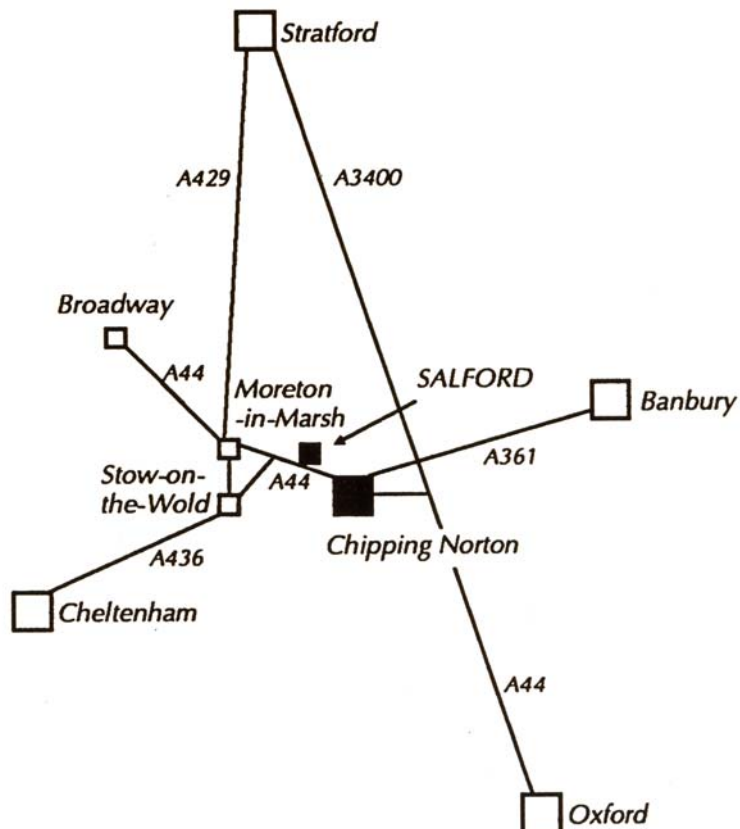 Stratford
A429
A3400
Broadway
A44
Moreton
-in-Marsh
SALFORD
Banbury
A361
Stow-on-
the-Wold
A44
Chipping Norton
A436
Cheltenham
A44
Oxford